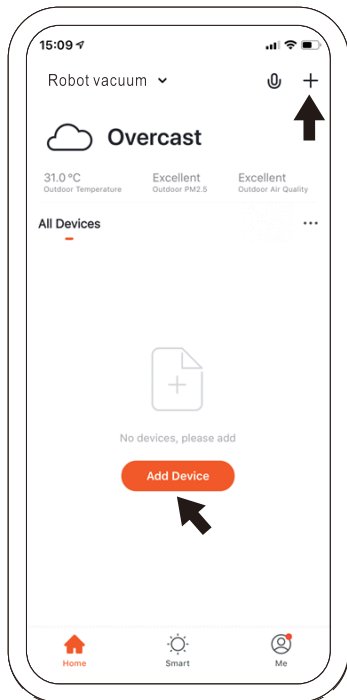 15:09
Robot vacuum
Overcast
31.0 °C Excellent Excellent
Outdoor Temperature Outdoor PM2.5 Outdoor Air Quality
All Devices
No devices, please add
Add Device
Home Smart Me